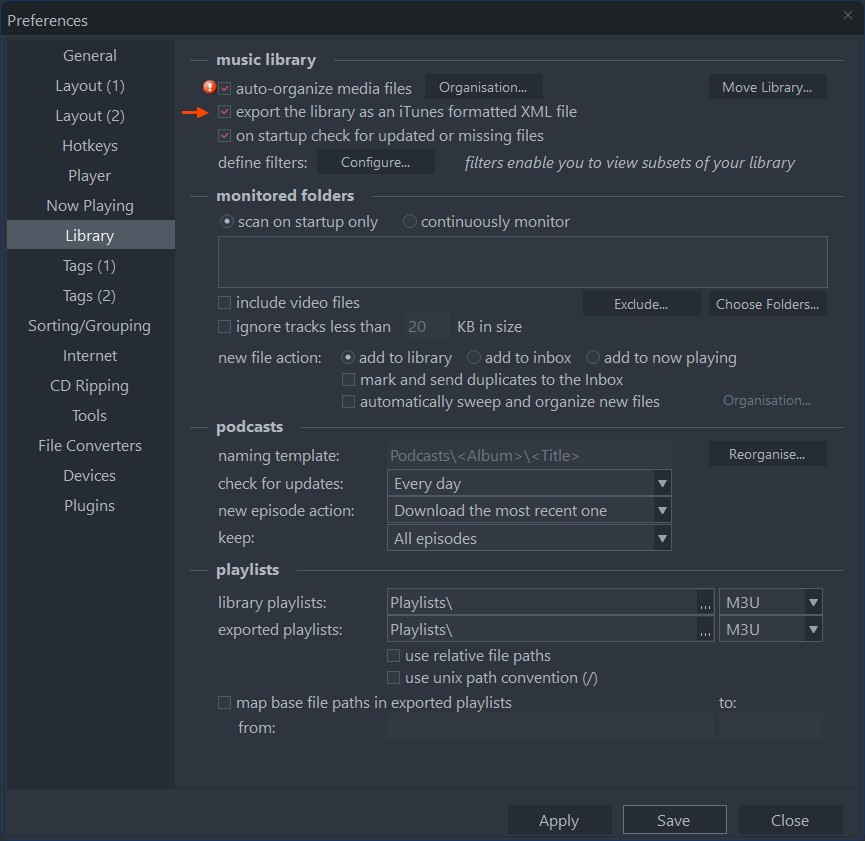 Preferences
General
Layout (1)
Layout (2)
Hotkeys
Player
Now Playing
Library
Tags (1)
Tags (2)
Sorting/Grouping
Internet
CD Ripping
Tools
File Converters
Devices
Plugins
music library
auto-organize media files Organisation... Move Library...
export the library as an iTunes formatted XML file
on startup check for updated or missing files
define filters: Configure... filters enable you to view subsets of your library
monitored folders
scan on startup only continuously monitor
include video files Exclude... Choose Folders...
ignore tracks less than 20 KB in size
new file action: add to library add to inbox add to now playing
mark and send duplicates to the Inbox
automatically sweep and organize new files Organisation...
podcasts
naming template: Podcasts\<Album>\<Title> Reorganise...
check for updates: Every day
new episode action: Download the most recent one
keep: All episodes
playlists
library playlists: Playlists\ ... M3U
exported playlists: Playlists\ ... M3U
use relative file paths
use unix path convention (/)
map base file paths in exported playlists to:
from:
Apply Save Close